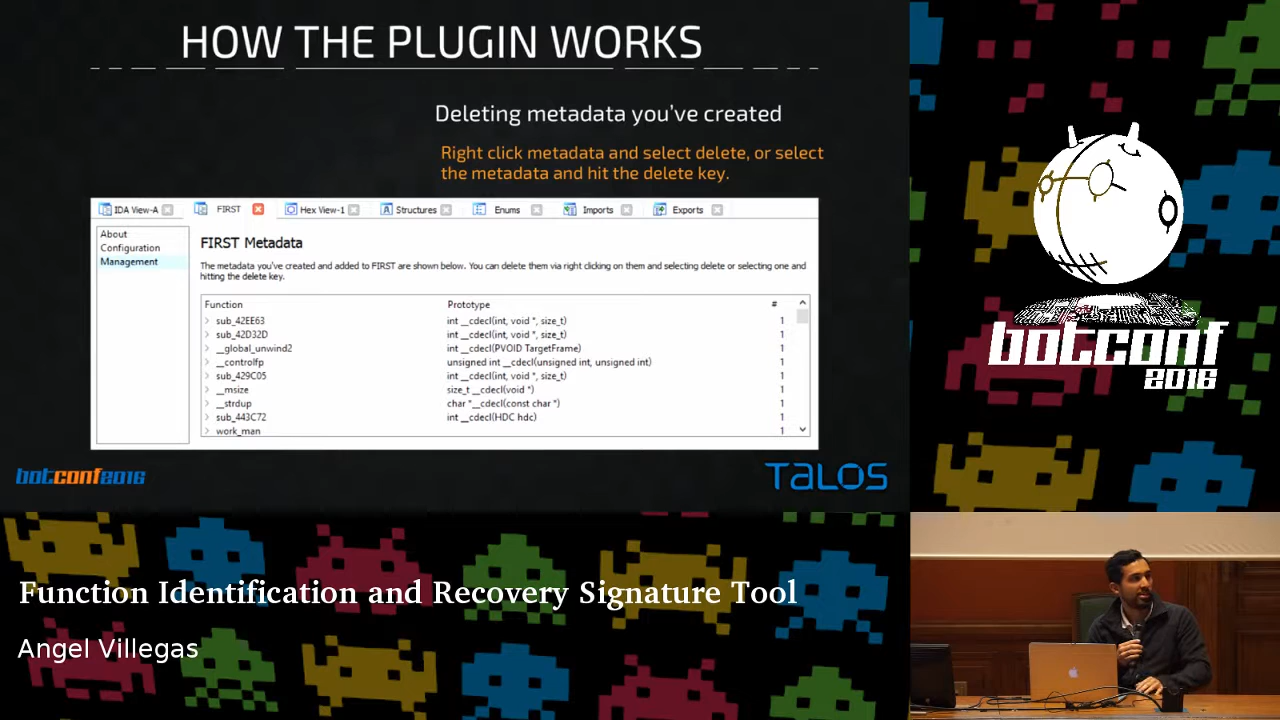 HOW THE PLUGIN WORKS
Deleting metadata you've created
Right click metadata and select delete, or select
the metadata and hit the delete key.
IDA View-A FIRST Hex View-1 Structures Enums Imports Exports
About
Configuration
Management
FIRST Metadata
The metadata you've created and added to FIRST are shown below. You can delete them via right clicking on them and selecting delete or selecting one and
hitting the delete key.
Function Prototype #
sub_42EE63 int __cdecl(int, void *, size_t) 1
sub_42D32D int __cdecl(int, void *, size_t) 1
__global_unwind2 int __cdecl(PVOID TargetFrame) 1
__controlfp unsigned int __cdecl(unsigned int, unsigned int) 1
sub_429C05 int __cdecl(int, void *, size_t) 1
__msize size_t __cdecl(void *) 1
__strdup char *__cdecl(const char *) 1
sub_443C72 int __cdecl(HDC hdc) 1
work_man 1
botconf2016
TALOS
botconf
2016
Function Identification and Recovery Signature Tool
Angel Villegas